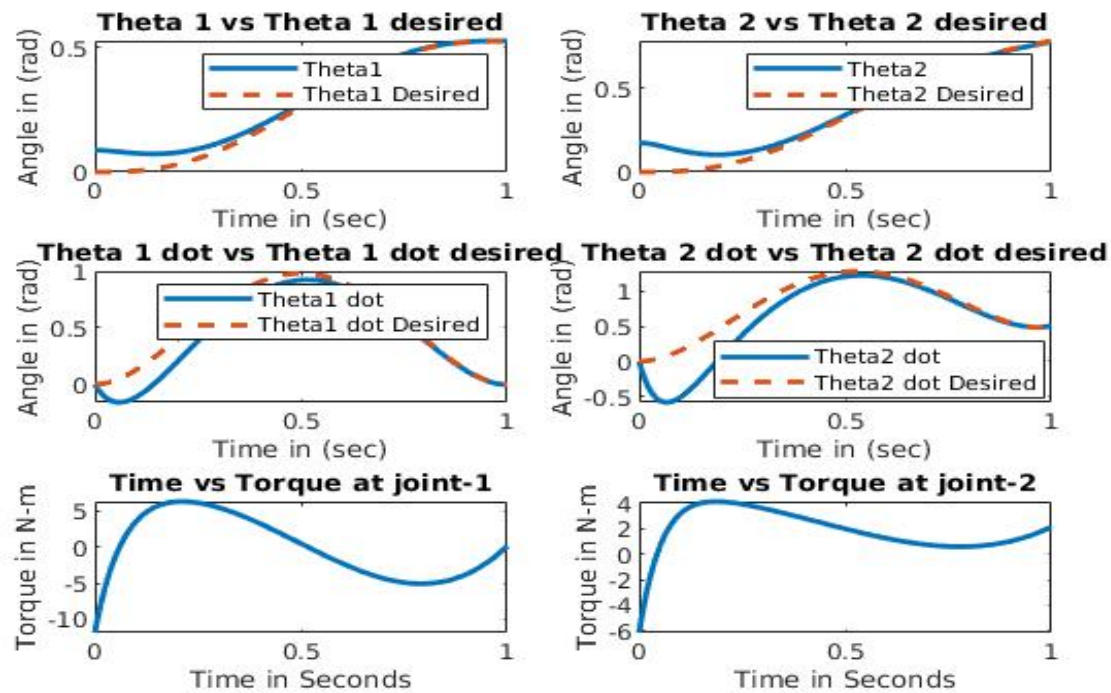 Theta 1 vs Theta 1 desired
Angle in (rad)
0.5
0
Theta1
Theta1 Desired
0
0.5
1
Time in (sec)
Theta 2 vs Theta 2 desired
Angle in (rad)
0.5
0
Theta2
Theta2 Desired
0
0.5
1
Time in (sec)
Theta 1 dot vs Theta 1 dot desired
Angle in (rad)
1
0.5
0
Theta1 dot
Theta1 dot Desired
0
0.5
1
Time in (sec)
Theta 2 dot vs Theta 2 dot desired
Angle in (rad)
1
0.5
0
-0.5
Theta2 dot
Theta2 dot Desired
0
0.5
1
Time in (sec)
Time vs Torque at joint-1
Torque in N-m
5
0
-5
-10
0
0.5
1
Time in Seconds
Time vs Torque at joint-2
Torque in N-m
4
2
0
-2
-4
-6
0
0.5
1
Time in Seconds